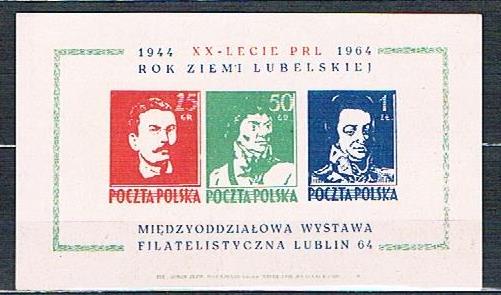 1944 XX-LECIE PRL 1964
ROK ZIEMI LUBELSKIEJ
25 GR
50 GR
1 ZŁ
POCZTA POLSKA POCZTA POLSKA POCZTA POLSKA
MIĘDZYODDZIAŁOWA WYSTAWA
FILATELISTYCZNA LUBLIN 64